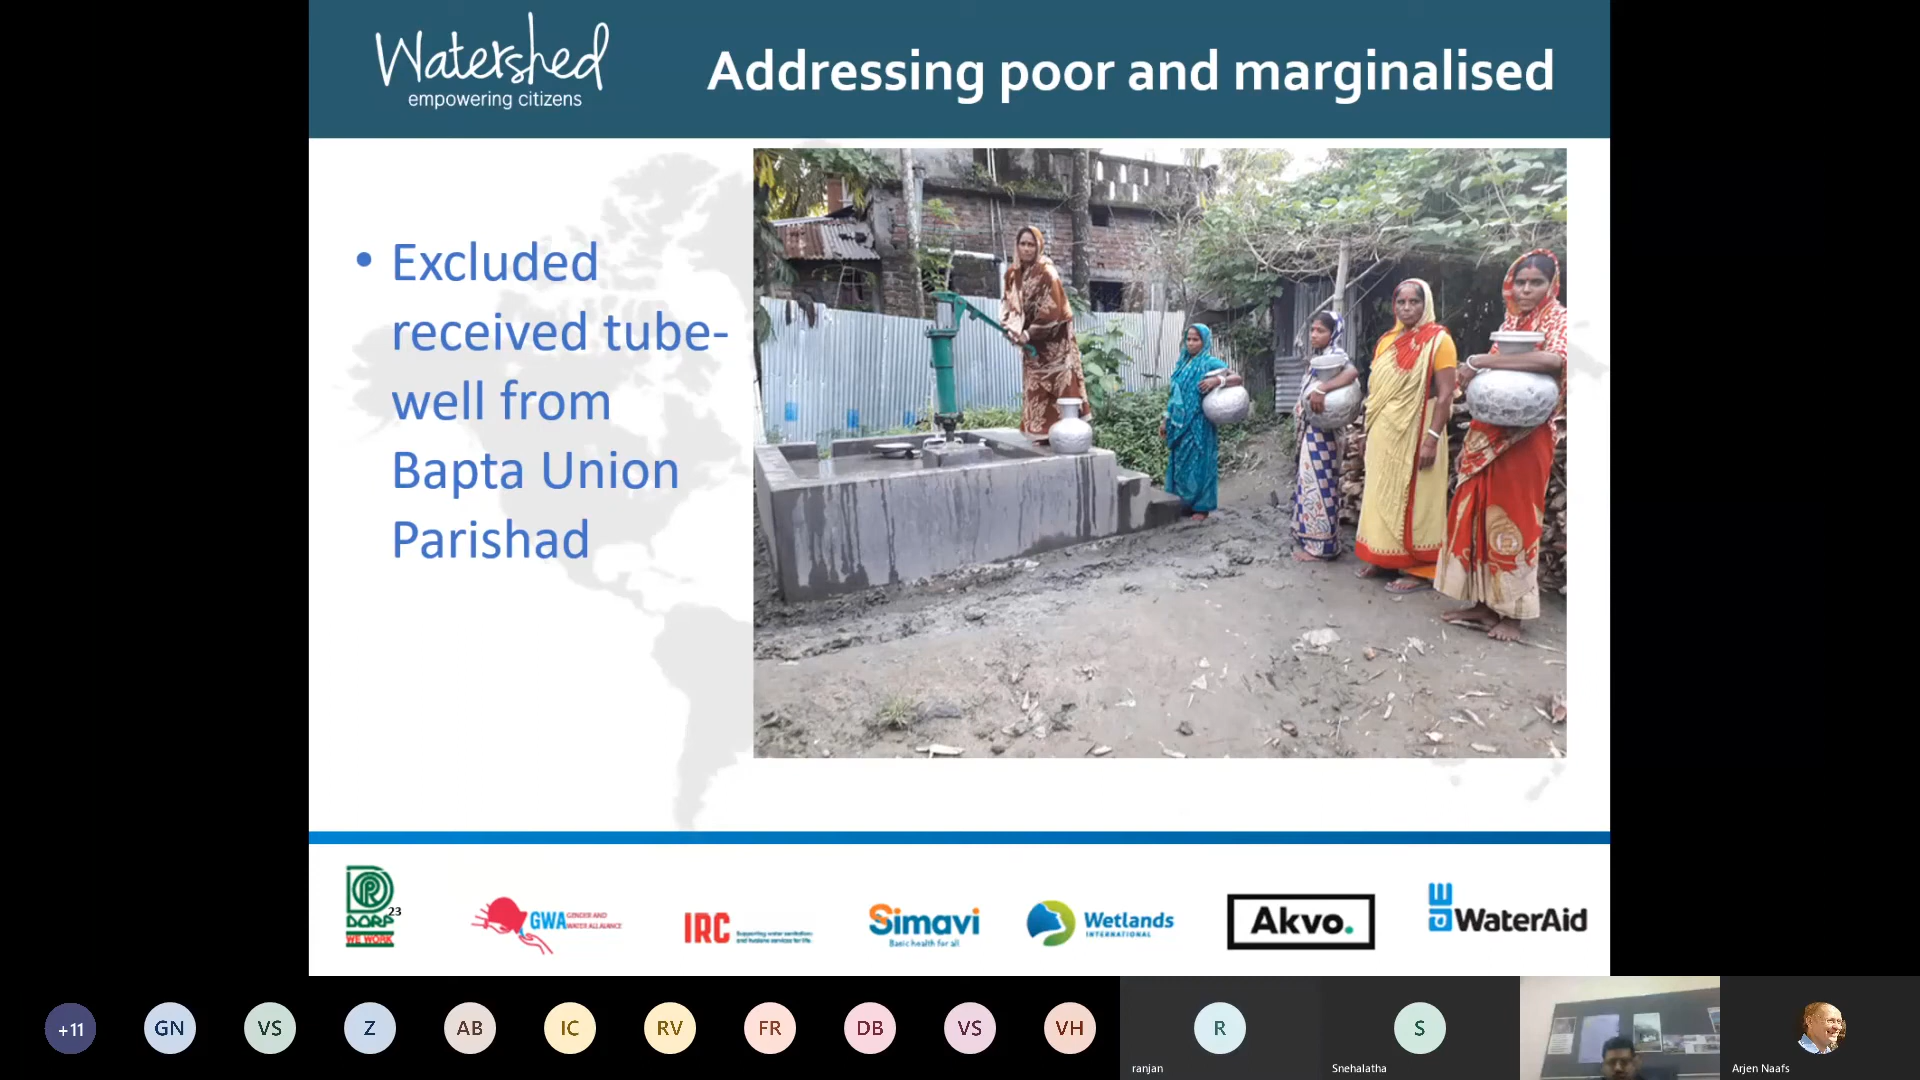 Watershed
empowering citizens
Addressing poor and marginalised
• Excluded
received tube-
well from
Bapta Union
Parishad
DORP
WE WORK
23
GWA GENDER AND
WATER ALLAIANCE
IRC
Supporting water sanitation
and hygiene services for life.
Simavi
Basic health for all
Wetlands
INTERNATIONAL
Akvo.
WaterAid
+11
GN
VS
Z
AB
IC
RV
FR
DB
VS
VH
R
ranjan
S
Snehalatha
Arjen Naafs